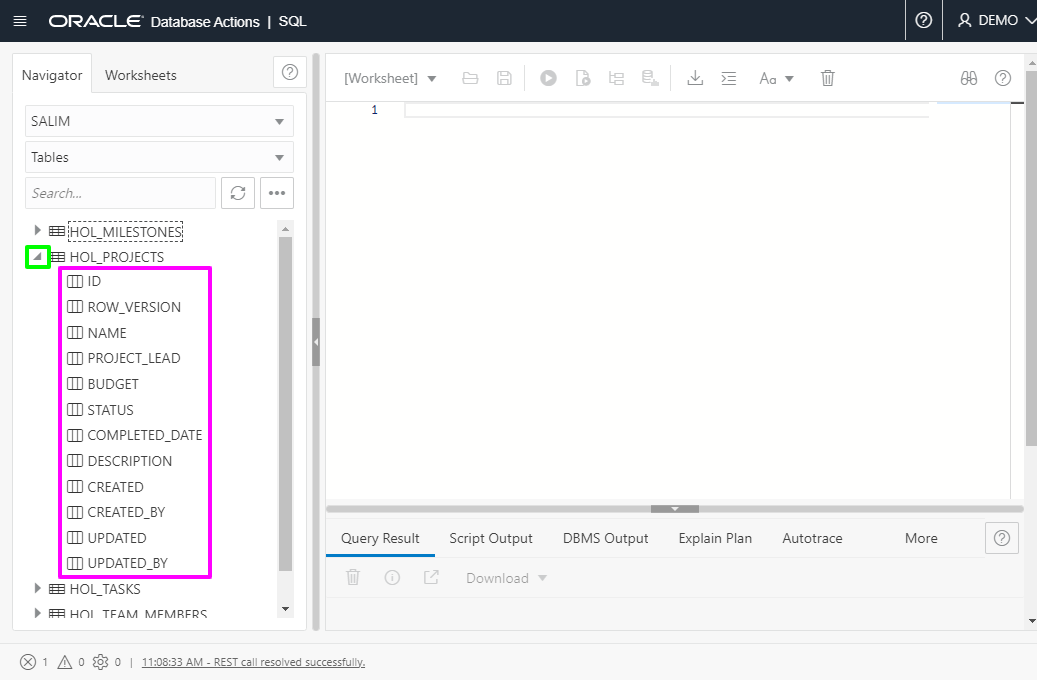 ORACLE Database Actions | SQL
DEMO
Navigator
Worksheets
SALIM
Tables
Search...
HOL_MILESTONES
HOL_PROJECTS
ID
ROW_VERSION
NAME
PROJECT_LEAD
BUDGET
STATUS
COMPLETED_DATE
DESCRIPTION
CREATED
CREATED_BY
UPDATED
UPDATED_BY
HOL_TASKS
HOL_TEAM_MEMBERS
[Worksheet]
Aa
1
Query Result
Script Output
DBMS Output
Explain Plan
Autotrace
More
Download
1 0 0 | 11:08:33 AM - REST call resolved successfully.